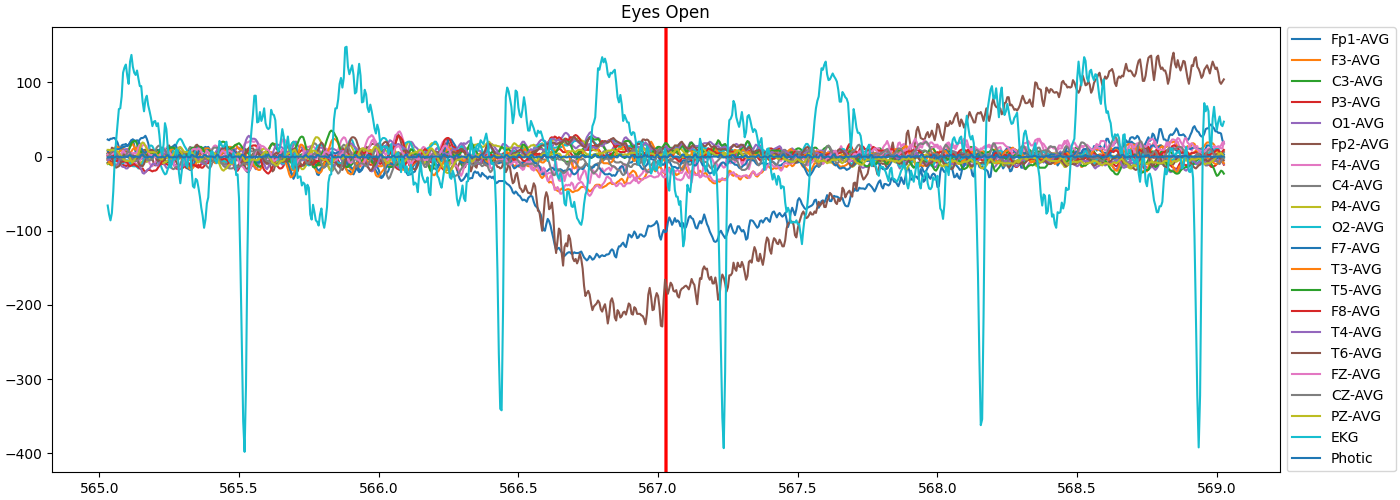 Eyes Open
100
0
−100
−200
−300
−400
565.0 565.5 566.0 566.5 567.0 567.5 568.0 568.5 569.0
Fp1-AVG
F3-AVG
C3-AVG
P3-AVG
O1-AVG
Fp2-AVG
F4-AVG
C4-AVG
P4-AVG
O2-AVG
F7-AVG
T3-AVG
T5-AVG
F8-AVG
T4-AVG
T6-AVG
FZ-AVG
CZ-AVG
PZ-AVG
EKG
Photic